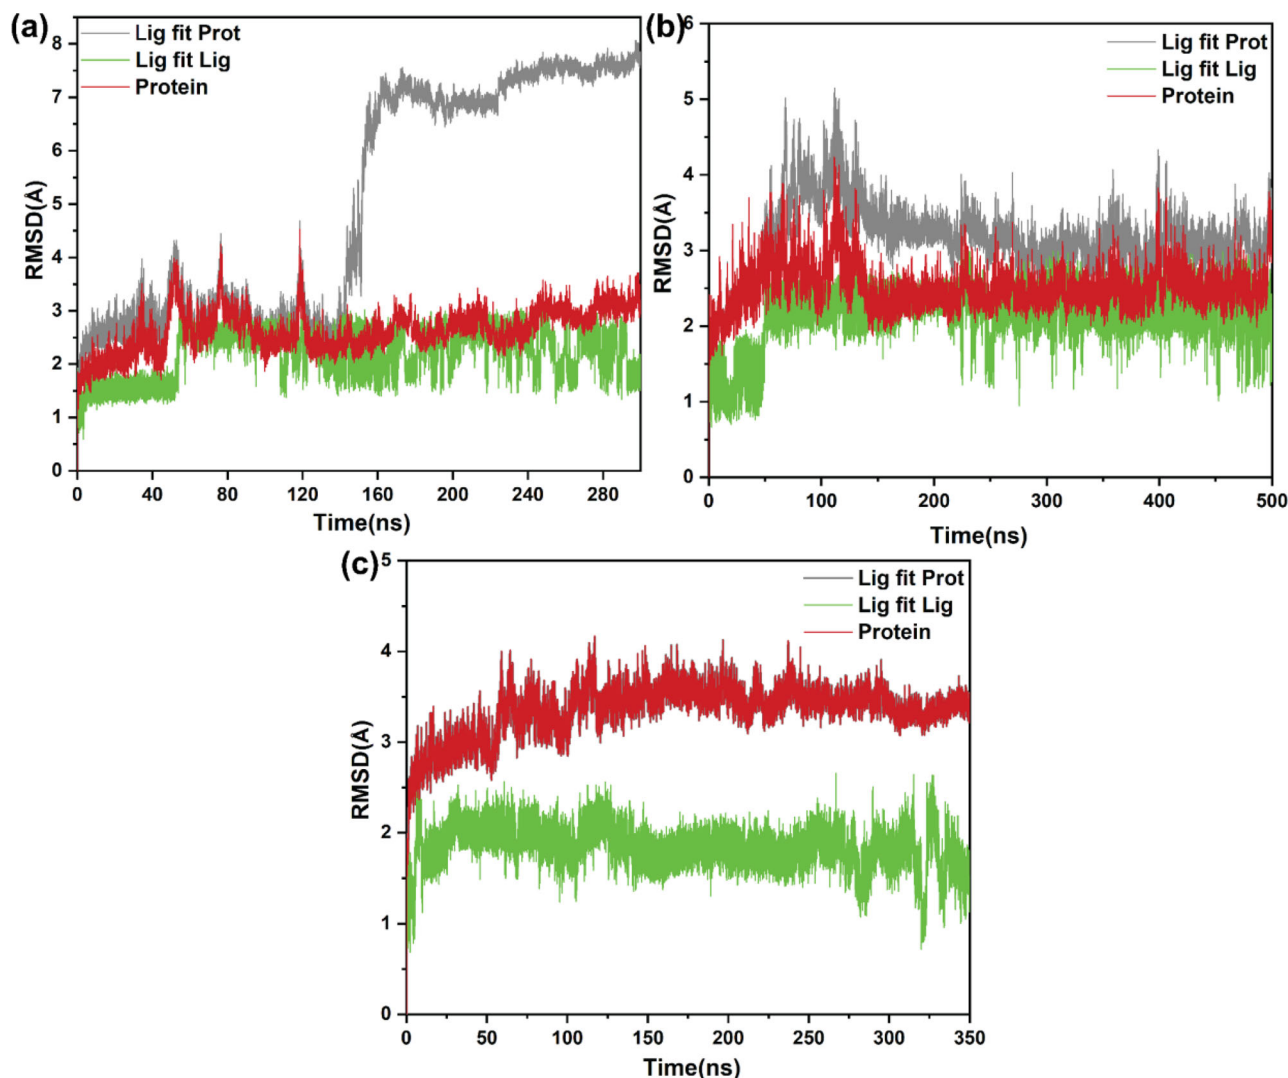 (a)
Lig fit Prot
Lig fit Lig
Protein
RMSD(Å)
8
7
6
5
4
3
2
1
0
0 40 80 120 160 200 240 280
Time(ns)
(b)
Lig fit Prot
Lig fit Lig
Protein
RMSD(Å)
6
5
4
3
2
1
0
0 100 200 300 400 500
Time(ns)
(c)
Lig fit Prot
Lig fit Lig
Protein
RMSD(Å)
5
4
3
2
1
0
0 50 100 150 200 250 300 350
Time(ns)